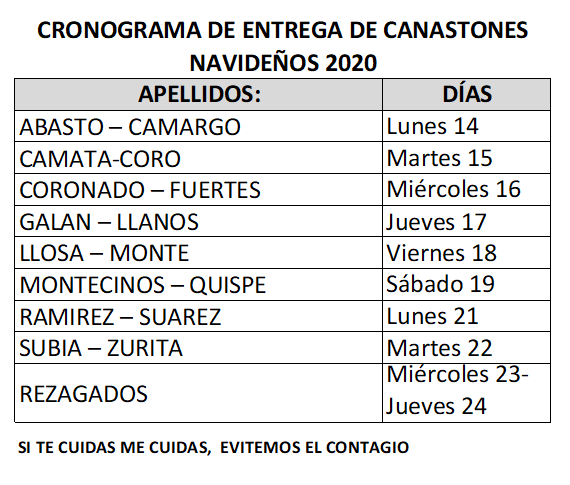 CRONOGRAMA DE ENTREGA DE CANASTONES
NAVIDEÑOS 2020
APELLIDOS: DÍAS
ABASTO – CAMARGO Lunes 14
CAMATA-CORO Martes 15
CORONADO – FUERTES Miércoles 16
GALAN – LLANOS Jueves 17
LLOSA – MONTE Viernes 18
MONTECINOS – QUISPE Sábado 19
RAMIREZ – SUAREZ Lunes 21
SUBIA – ZURITA Martes 22
REZAGADOS Miércoles 23-
Jueves 24
SI TE CUIDAS ME CUIDAS, EVITEMOS EL CONTAGIO